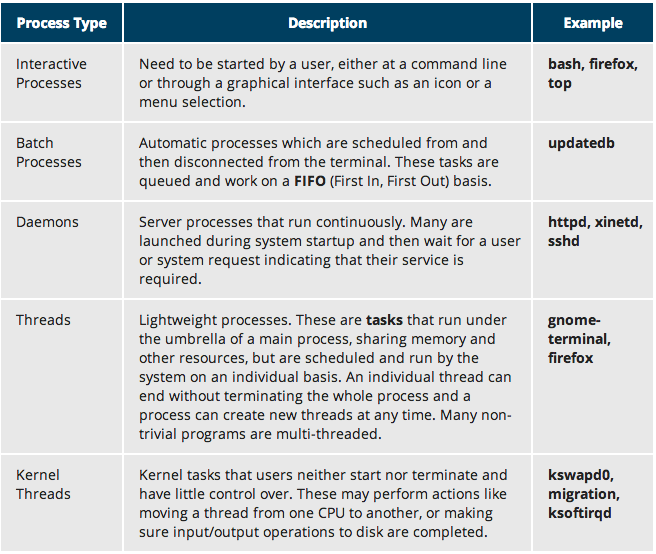 Process Type Description Example
Interactive Processes
Need to be started by a user, either at a command line
or through a graphical interface such as an icon or a
menu selection.
bash, firefox,
top
Batch
Processes
Automatic processes which are scheduled from and
then disconnected from the terminal. These tasks are
queued and work on a FIFO (First In, First Out) basis.
updatedb
Daemons
Server processes that run continuously. Many are
launched during system startup and then wait for a user
or system request indicating that their service is
required.
httpd, xinetd,
sshd
Threads
Lightweight processes. These are tasks that run under
the umbrella of a main process, sharing memory and
other resources, but are scheduled and run by the
system on an individual basis. An individual thread can
end without terminating the whole process and a
process can create new threads at any time. Many non-
trivial programs are multi-threaded.
gnome-
terminal,
firefox
Kernel
Threads
Kernel tasks that users neither start nor terminate and
have little control over. These may perform actions like
moving a thread from one CPU to another, or making
sure input/output operations to disk are completed.
kswapd0,
migration,
ksoftirqd